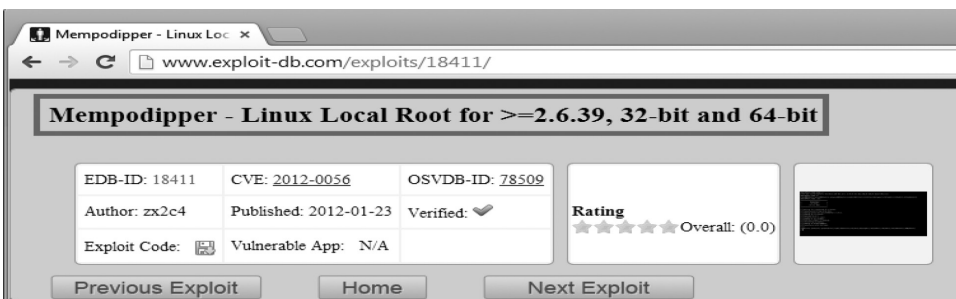 Mempodipper - Linux Loc
www.exploit-db.com/exploits/18411/
Mempodipper - Linux Local Root for >=2.6.39, 32-bit and 64-bit
EDB-ID: 18411 CVE: 2012-0056 OSVDB-ID: 78509
Author: zx2c4 Published: 2012-01-23 Verified:
Rating
Overall: (0.0)
Exploit Code: Vulnerable App: N/A
Previous Exploit Home Next Exploit